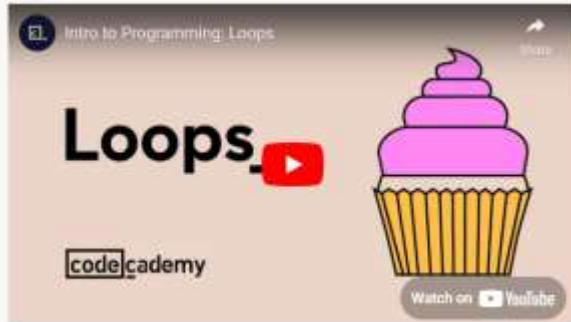 Intro to Programming: Loops
Share
Loops_
codecademy
Watch on YouTube